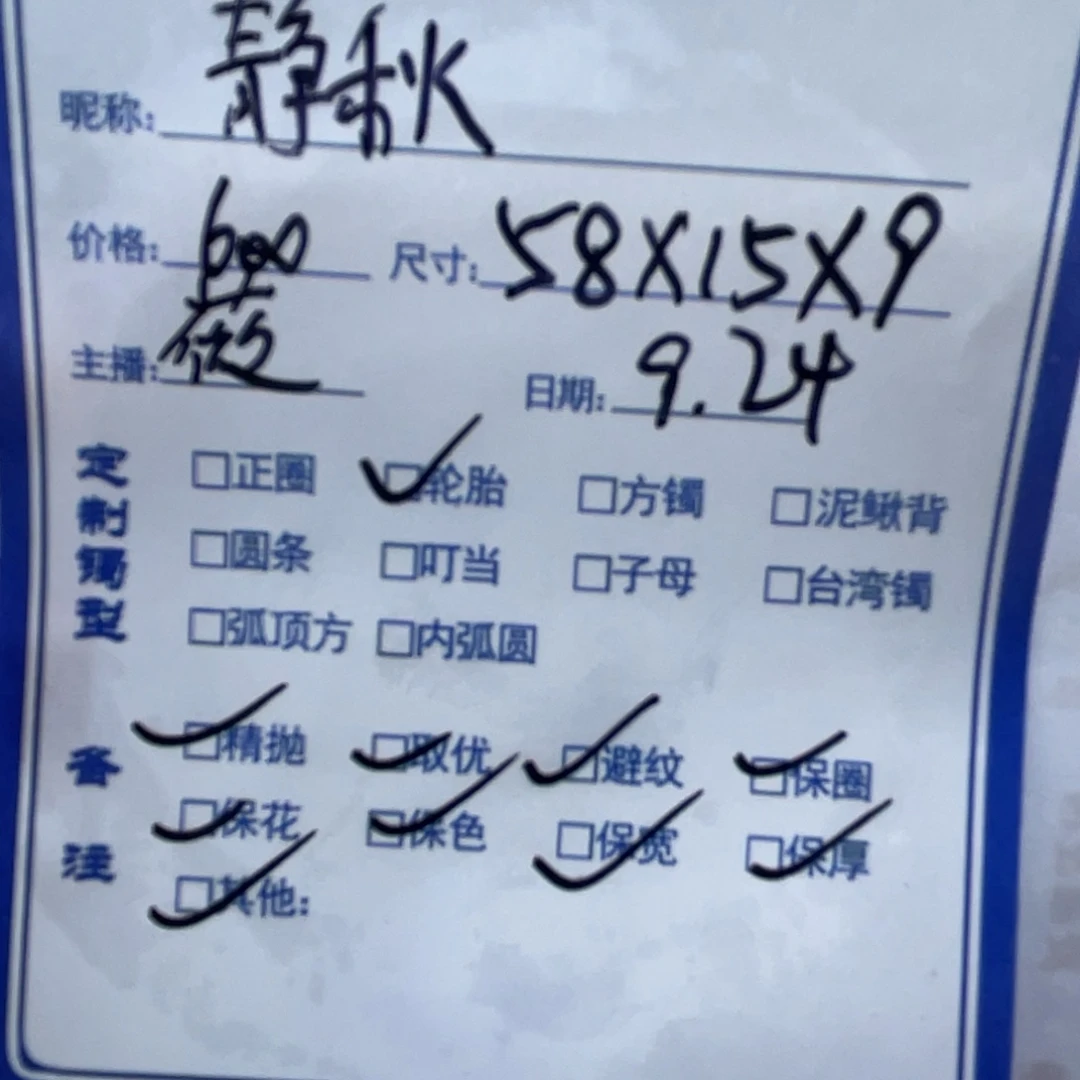 昵称: 静秋
价格: 600 尺寸: 58X15X9
主播: 薇 日期: 9.24
定制镯型
□正圈 ☑轮胎 □方镯 □泥鳅背
□圆条 □叮当 □子母 □台湾镯
□弧顶方 □内弧圆
备注
☑精抛 ☑取优 ☑避纹 ☑保圈
☑保花 ☑保色 ☑保宽 ☑保厚
☑其他: